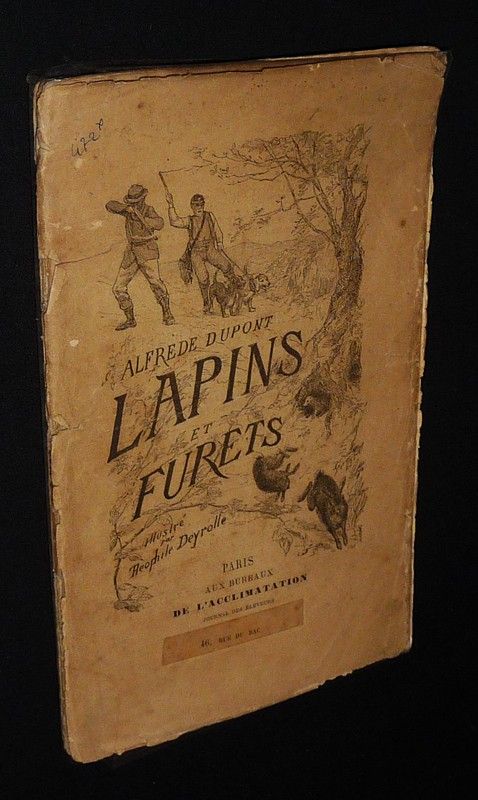 ALFRED E DUPONT
LAPINS
ET
FURETS
illustré
par
Théophile Deyrolle
PARIS
AUX BUREAUX
DE L'ACCLIMATATION
JOURNAL DES ÉLEVEURS
46, RUE DU BAC